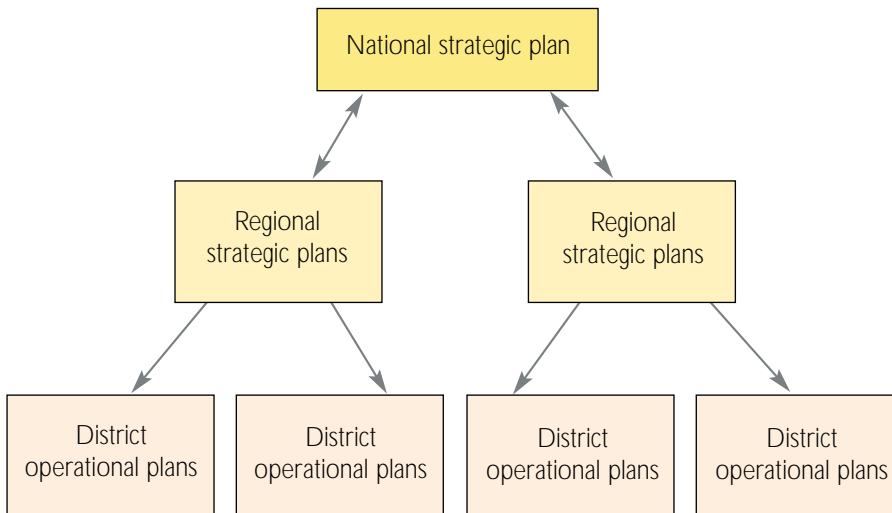 National strategic plan
Regional
strategic plans
Regional
strategic plans
District
operational plans
District
operational plans
District
operational plans
District
operational plans